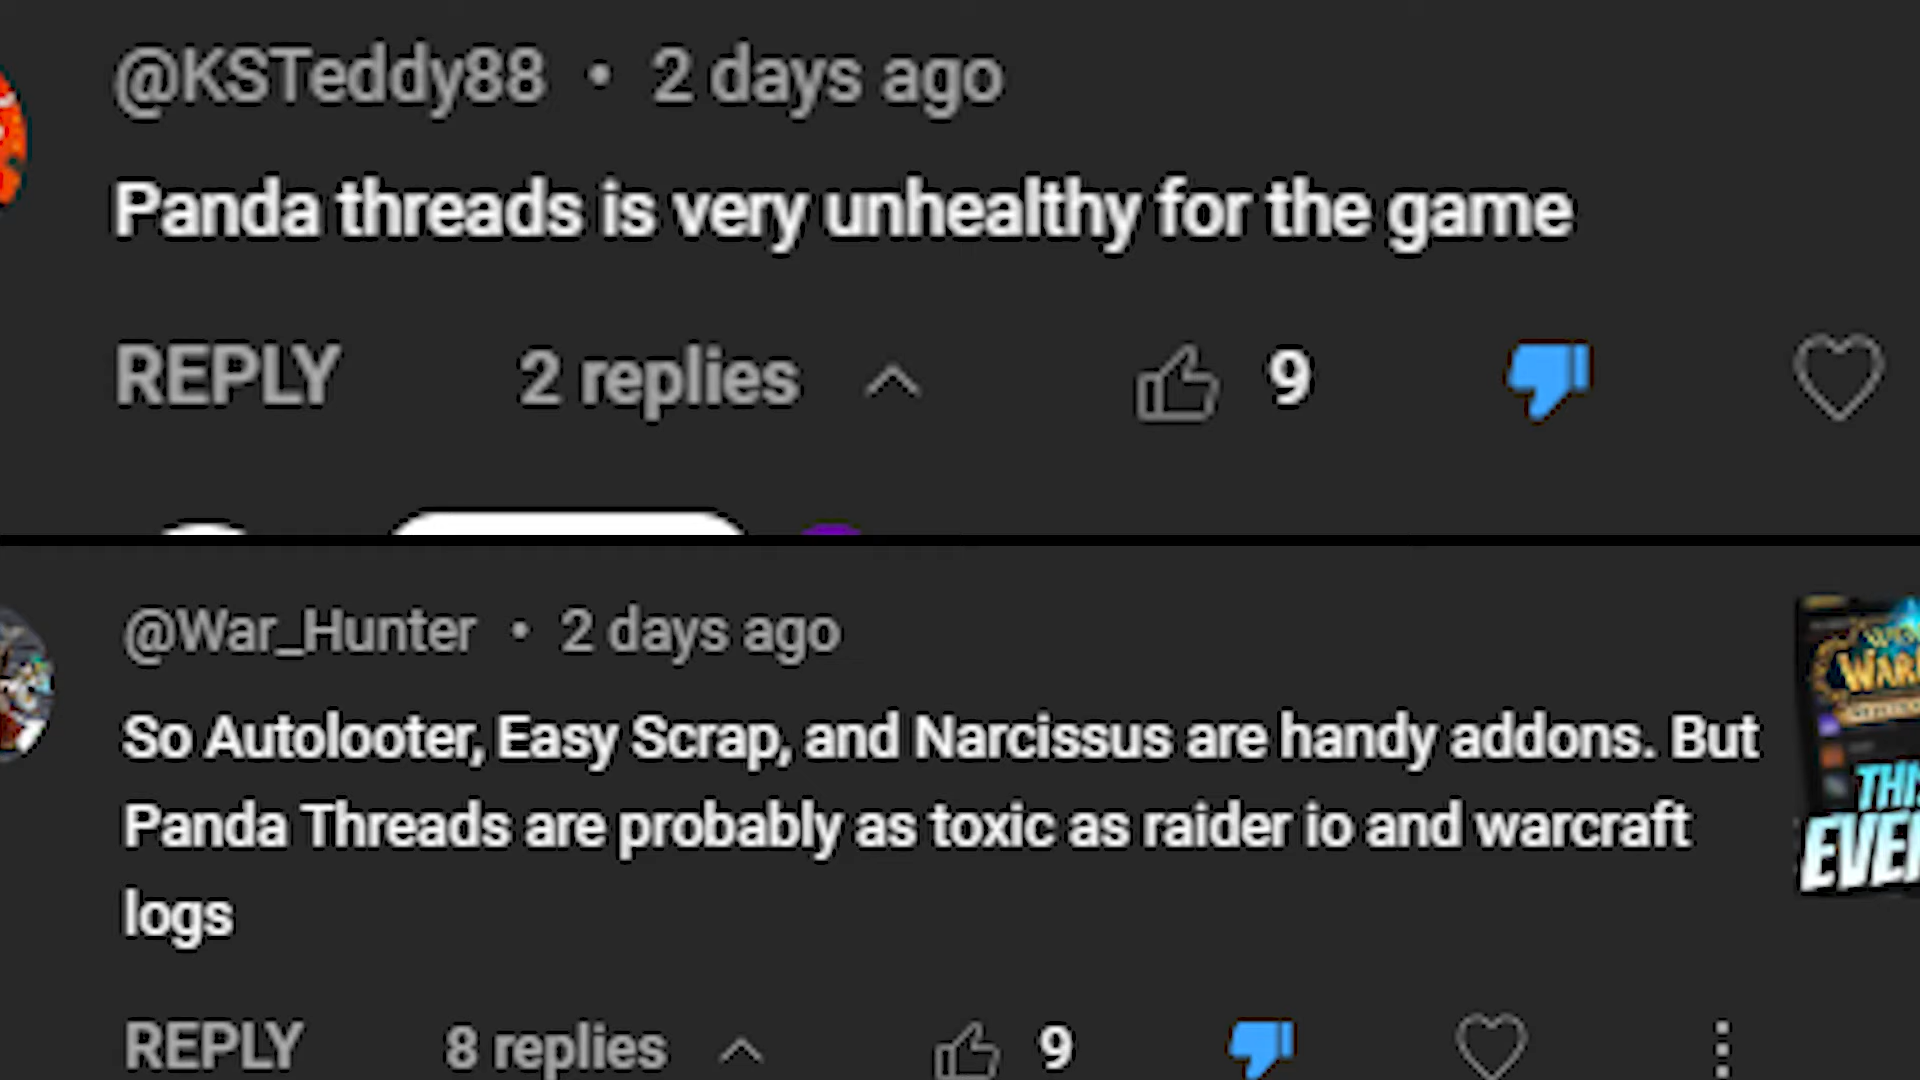 @KSTeddy88 • 2 days ago
Panda threads is very unhealthy for the game
REPLY 2 replies 9
@War_Hunter • 2 days ago
So Autolooter, Easy Scrap, and Narcissus are handy addons. But
Panda Threads are probably as toxic as raider io and warcraft
logs
REPLY 8 replies 9